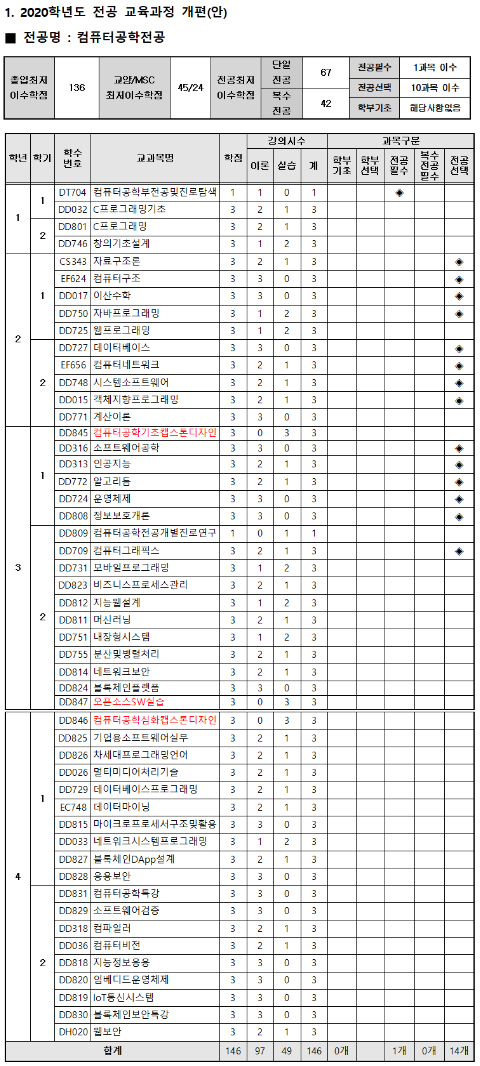 1. 2020학년도 전공 교육과정 개편(안)
■ 전공명 : 컴퓨터공학전공
졸업최저 이수학점 136 교양/MSC 최저이수학점 45/24 전공최저 이수학점 단일 전공 67 전공필수 1과목 이수
전공선택 10과목 이수
복수 전공 42 학부기초 해당사항없음
학년 학기 학수 번호 교과목명 학점 강의시수 과목구분
이론 실습 계 학부 기초 학부 선택 전공 필수 복수 전공 필수 전공 선택
1 1 DT704 컴퓨터공학부전공및진로탐색 1 1 0 1 ◈
DD032 C프로그래밍기초 3 2 1 3
2 DD801 C프로그래밍 3 2 1 3
DD746 창의기초설계 3 1 2 3
2 1 CS343 자료구조론 3 2 1 3 ◈
EF624 컴퓨터구조 3 3 0 3 ◈
DD017 이산수학 3 3 0 3 ◈
DD750 자바프로그래밍 3 1 2 3 ◈
DD725 웹프로그래밍 3 1 2 3
2 DD727 데이터베이스 3 3 0 3 ◈
EF656 컴퓨터네트워크 3 2 1 3 ◈
DD748 시스템소프트웨어 3 2 1 3 ◈
DD015 객체지향프로그래밍 3 2 1 3 ◈
DD771 계산이론 3 3 0 3
3 1 DD845 컴퓨터공학기초캡스톤디자인 3 0 3 3
DD316 소프트웨어공학 3 3 0 3 ◈
DD313 인공지능 3 2 1 3 ◈
DD772 알고리듬 3 2 1 3 ◈
DD724 운영체제 3 3 0 3 ◈
DD808 정보보호개론 3 3 0 3 ◈
2 DD809 컴퓨터공학전공개별진로연구 1 0 1 1
DD709 컴퓨터그래픽스 3 2 1 3 ◈
DD731 모바일프로그래밍 3 1 2 3
DD823 비즈니스프로세스관리 3 2 1 3
DD812 지능웹설계 3 1 2 3
DD811 머신러닝 3 2 1 3
DD751 내장형시스템 3 1 2 3
DD755 분산및병렬처리 3 2 1 3
DD814 네트워크보안 3 2 1 3
DD824 블록체인플랫폼 3 3 0 3
DD847 오픈소스SW실습 3 0 3 3
4 1 DD846 컴퓨터공학심화캡스톤디자인 3 0 3 3
DD825 기업용소프트웨어실무 3 2 1 3
DD826 차세대프로그래밍언어 3 2 1 3
DD026 멀티미디어처리기술 3 2 1 3
DD729 데이터베이스프로그래밍 3 2 1 3
EC748 데이터마이닝 3 2 1 3
DD815 마이크로프로세서구조및활용 3 3 0 3
DD033 네트워크시스템프로그래밍 3 1 2 3
DD827 블록체인DApp설계 3 2 1 3
DD828 응용보안 3 3 0 3
2 DD831 컴퓨터공학특강 3 3 0 3
DD829 소프트웨어검증 3 3 0 3
DD318 컴파일러 3 2 1 3
DD036 컴퓨터비전 3 2 1 3
DD818 지능정보응용 3 3 0 3
DD820 임베디드운영체제 3 3 0 3
DD819 IoT통신시스템 3 3 0 3
DD830 블록체인보안특강 3 3 0 3
DH020 웹보안 3 2 1 3
합계 146 97 49 146 0개 1개 0개 14개